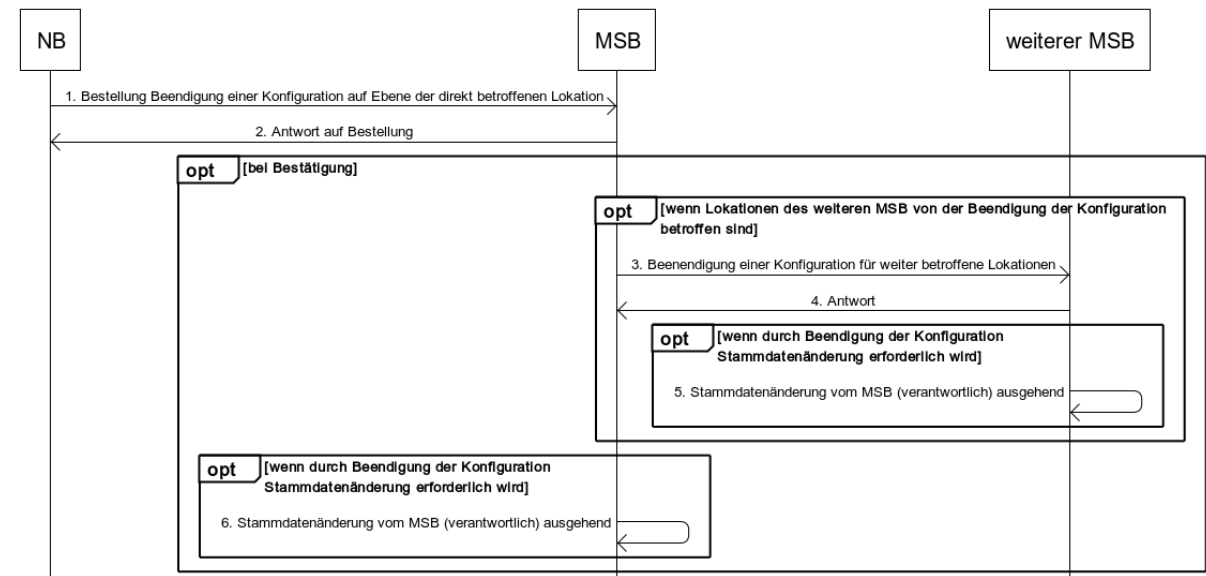 NB
MSB
weiterer MSB
1. Bestellung Beendigung einer Konfiguration auf Ebene der direkt betroffenen Lokation
2. Antwort auf Bestellung
opt
[bei Bestätigung]
opt
[wenn Lokationen des weiteren MSB von der Beendigung der Konfiguration
betroffen sind]
3. Beenendigung einer Konfiguration für weiter betroffene Lokationen
4. Antwort
opt
[wenn durch Beendigung der Konfiguration
Stammdatenänderung erforderlich wird]
5. Stammdatenänderung vom MSB (verantwortlich) ausgehend
opt
[wenn durch Beendigung der Konfiguration
Stammdatenänderung erforderlich wird]
6. Stammdatenänderung vom MSB (verantwortlich) ausgehend